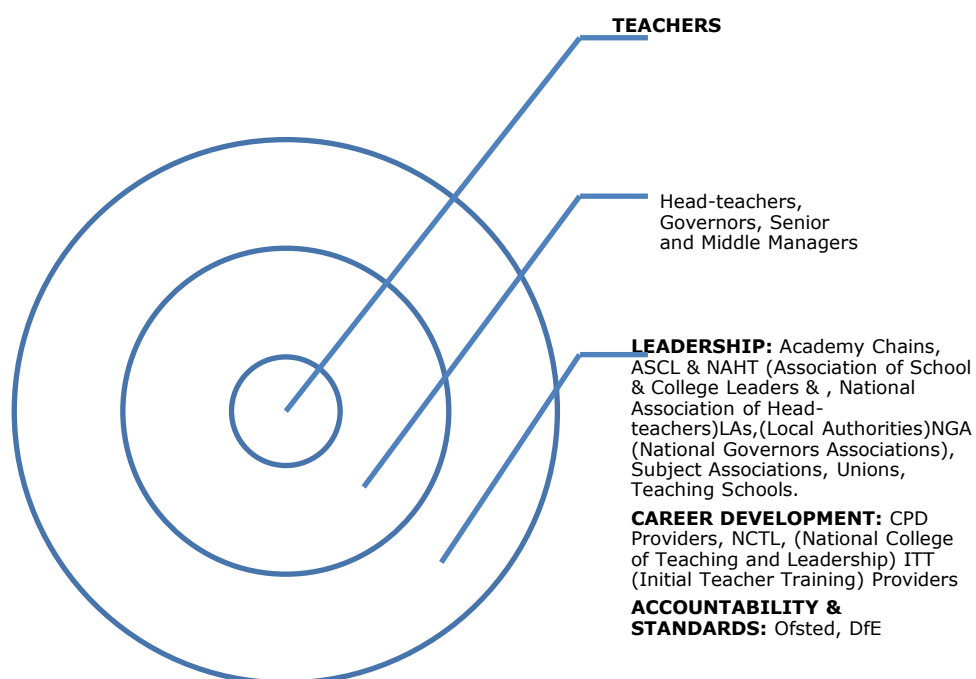 TEACHERS
Head-teachers,
Governors, Senior
and Middle Managers
LEADERSHIP: Academy Chains,
ASCL & NAHT (Association of School
& College Leaders & , National
Association of Head-
teachers)LAs,(Local Authorities)NGA
(National Governors Associations),
Subject Associations, Unions,
Teaching Schools.
CAREER DEVELOPMENT: CPD
Providers, NCTL, (National College
of Teaching and Leadership) ITT
(Initial Teacher Training) Providers
ACCOUNTABILITY &
STANDARDS: Ofsted, DfE